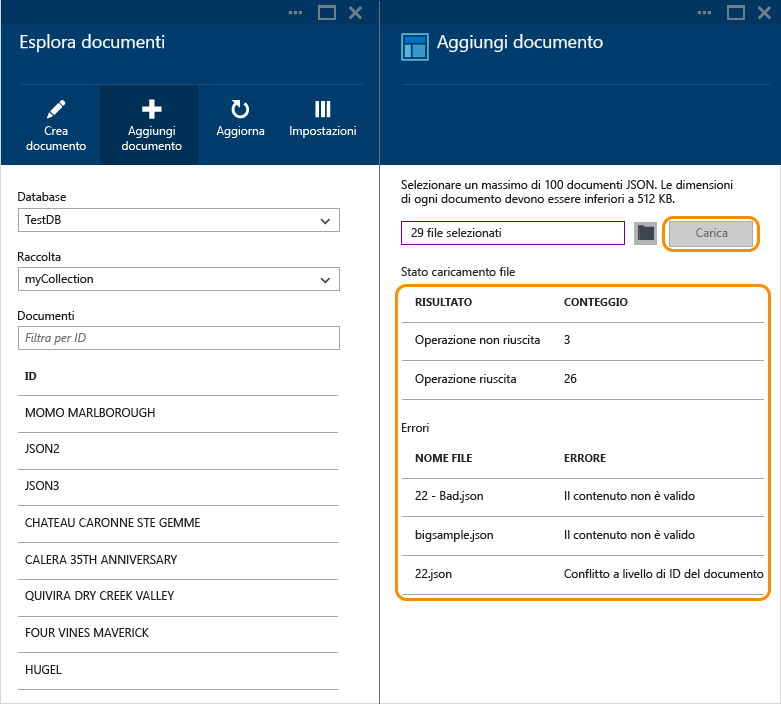 Esplora documenti
Crea
documento
Aggiungi
documento
Aggiorna
Impostazioni
Database
TestDB
Raccolta
myCollection
Documenti
Filtra per ID
ID
MOMO MARLBOROUGH
JSON2
JSON3
CHATEAU CARONNE STE GEMME
CALERA 35TH ANNIVERSARY
QUIVIRA DRY CREEK VALLEY
FOUR VINES MAVERICK
HUGEL
Aggiungi documento
Selezionare un massimo di 100 documenti JSON. Le dimensioni
di ogni documento devono essere inferiori a 512 KB.
29 file selezionati
Carica
Stato caricamento file
RISULTATO CONTEGGIO
Operazione non riuscita 3
Operazione riuscita 26
Errori
NOME FILE ERRORE
22 - Bad.json Il contenuto non è valido
bigsample.json Il contenuto non è valido
22.json Conflitto a livello di ID del documento